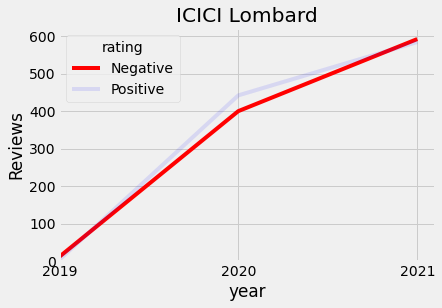 ICICI Lombard
rating
Negative
Positive
600
500
400
300
200
100
0
Reviews
2019 2020 2021
year